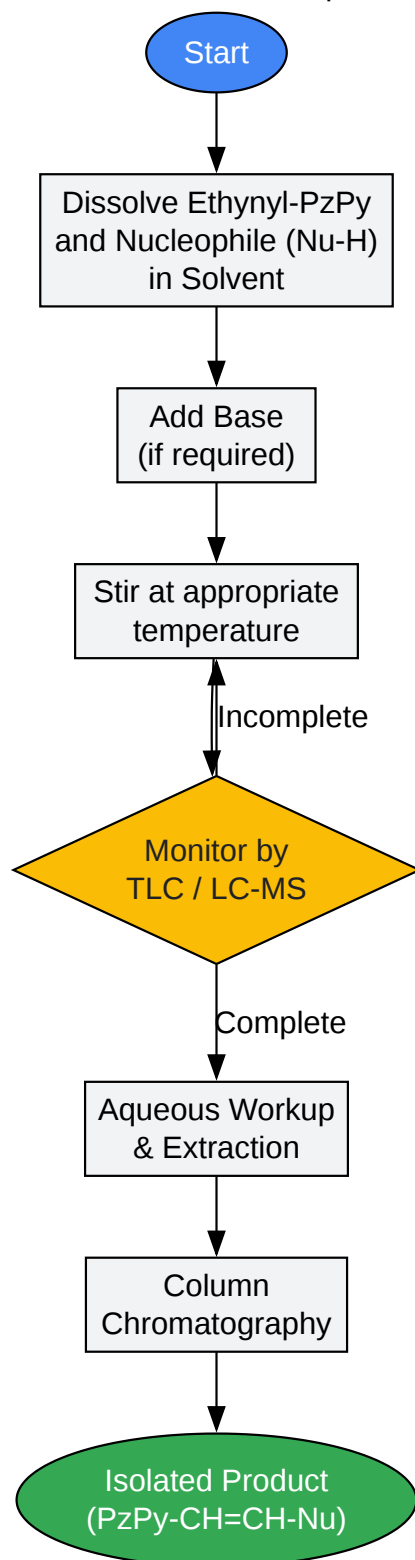 Start
Dissolve Ethynyl-PzPy
and Nucleophile (Nu-H)
in Solvent
Add Base
(if required)
Stir at appropriate
temperature
Incomplete
Monitor by
TLC / LC-MS
Complete
Aqueous Workup
& Extraction
Column
Chromatography
Isolated Product
(PzPy-CH=CH-Nu)